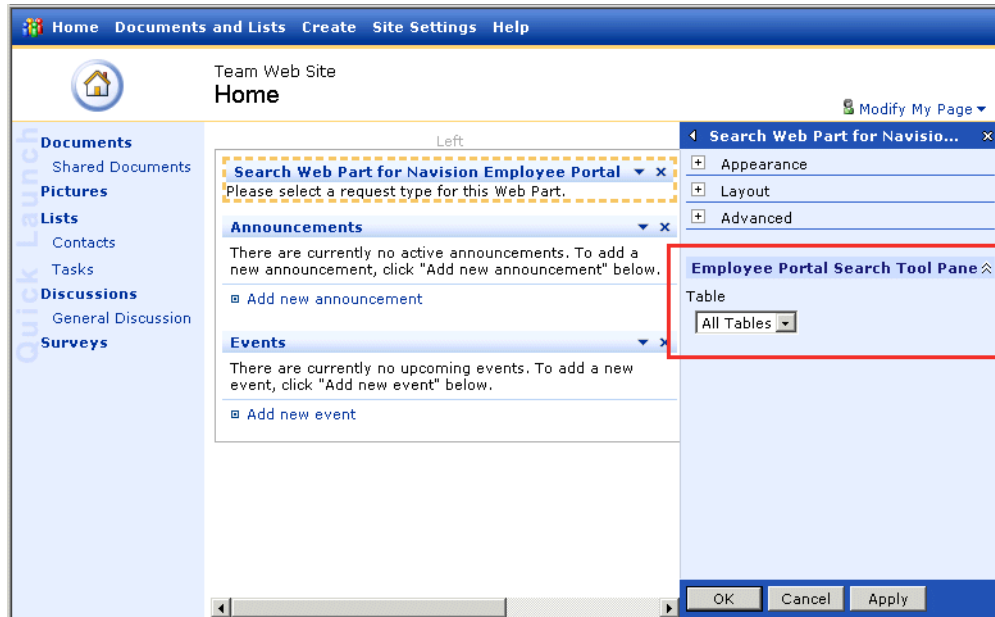 Home Documents and Lists Create Site Settings Help
Team Web Site
Home
Modify My Page
Quick Launch
Documents
Shared Documents
Pictures
Lists
Contacts
Tasks
Discussions
General Discussion
Surveys
Left
Search Web Part for Navision Employee Portal
Please select a request type for this Web Part.
Announcements
There are currently no active announcements. To add a
new announcement, click "Add new announcement" below.
Add new announcement
Events
There are currently no upcoming events. To add a new
event, click "Add new event" below.
Add new event
Search Web Part for Navisio...
Appearance
Layout
Advanced
Employee Portal Search Tool Pane
Table
All Tables
OK Cancel Apply